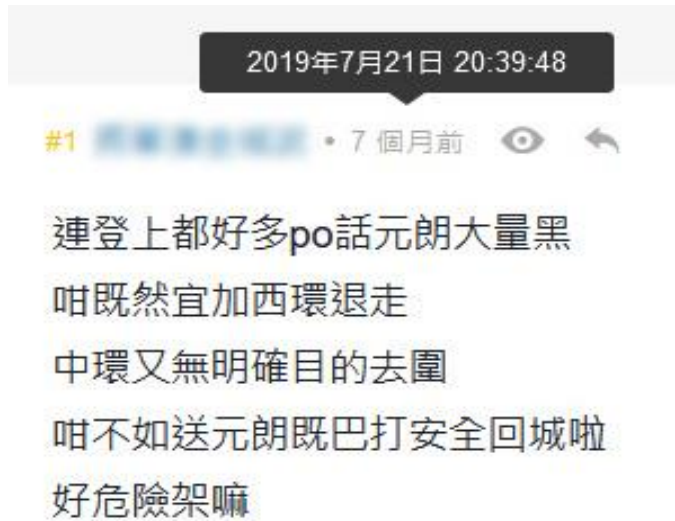 2019年7月21日 20:39:48
#1 • 7 個月前
連登上都好多po話元朗大量黑
咁既然宜加西環退走
中環又無明確目的去圍
咁不如送元朗既巴打安全回城啦
好危險架嘛